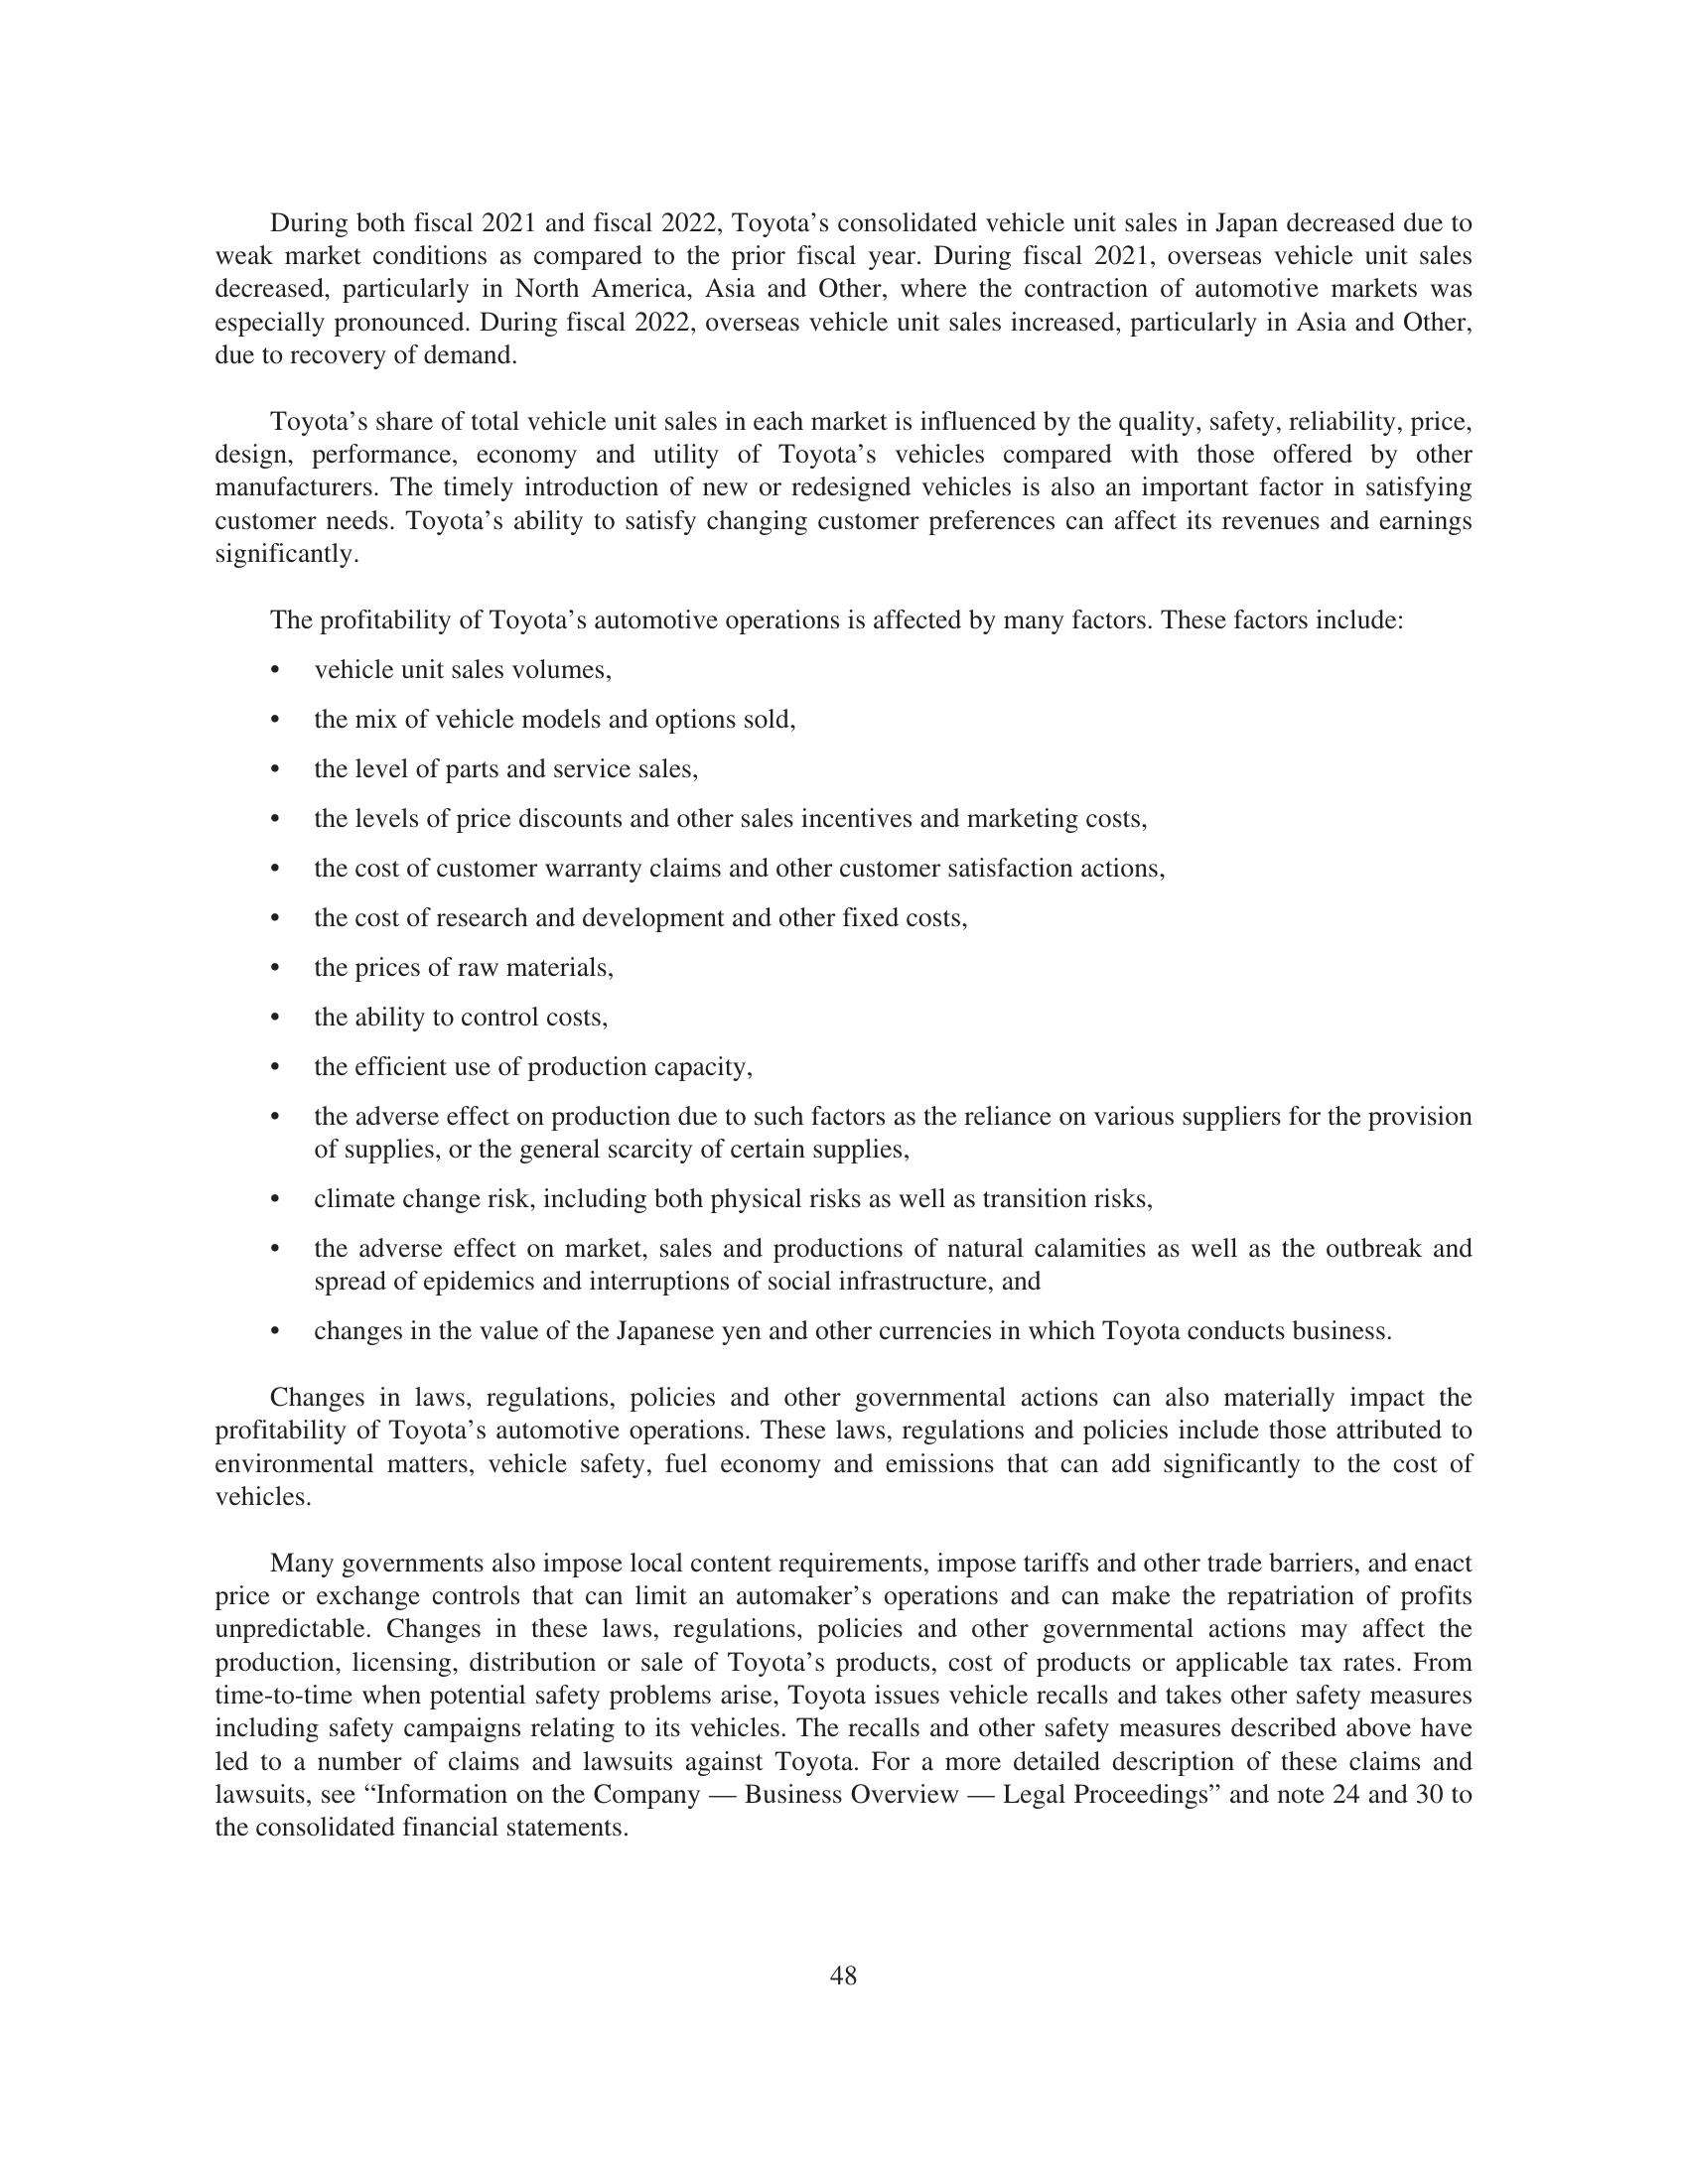 During both fiscal 2021 and fiscal 2022, Toyota’s consolidated vehicle unit sales in Japan decreased due to
weak market conditions as compared to the prior fiscal year. During fiscal 2021, overseas vehicle unit sales
decreased, particularly in North America, Asia and Other, where the contraction of automotive markets was
especially pronounced. During fiscal 2022, overseas vehicle unit sales increased, particularly in Asia and Other,
due to recovery of demand.
Toyota’s share of total vehicle unit sales in each market is influenced by the quality, safety, reliability, price,
design, performance, economy and utility of Toyota’s vehicles compared with those offered by other
manufacturers. The timely introduction of new or redesigned vehicles is also an important factor in satisfying
customer needs. Toyota’s ability to satisfy changing customer preferences can affect its revenues and earnings
significantly.
The profitability of Toyota’s automotive operations is affected by many factors. These factors include:
• vehicle unit sales volumes,
• the mix of vehicle models and options sold,
• the level of parts and service sales,
• the levels of price discounts and other sales incentives and marketing costs,
• the cost of customer warranty claims and other customer satisfaction actions,
• the cost of research and development and other fixed costs,
• the prices of raw materials,
• the ability to control costs,
• the efficient use of production capacity,
• the adverse effect on production due to such factors as the reliance on various suppliers for the provision
of supplies, or the general scarcity of certain supplies,
• climate change risk, including both physical risks as well as transition risks,
• the adverse effect on market, sales and productions of natural calamities as well as the outbreak and
spread of epidemics and interruptions of social infrastructure, and
• changes in the value of the Japanese yen and other currencies in which Toyota conducts business.
Changes in laws, regulations, policies and other governmental actions can also materially impact the
profitability of Toyota’s automotive operations. These laws, regulations and policies include those attributed to
environmental matters, vehicle safety, fuel economy and emissions that can add significantly to the cost of
vehicles.
Many governments also impose local content requirements, impose tariffs and other trade barriers, and enact
price or exchange controls that can limit an automaker’s operations and can make the repatriation of profits
unpredictable. Changes in these laws, regulations, policies and other governmental actions may affect the
production, licensing, distribution or sale of Toyota’s products, cost of products or applicable tax rates. From
time-to-time when potential safety problems arise, Toyota issues vehicle recalls and takes other safety measures
including safety campaigns relating to its vehicles. The recalls and other safety measures described above have
led to a number of claims and lawsuits against Toyota. For a more detailed description of these claims and
lawsuits, see “Information on the Company — Business Overview — Legal Proceedings” and note 24 and 30 to
the consolidated financial statements.
48